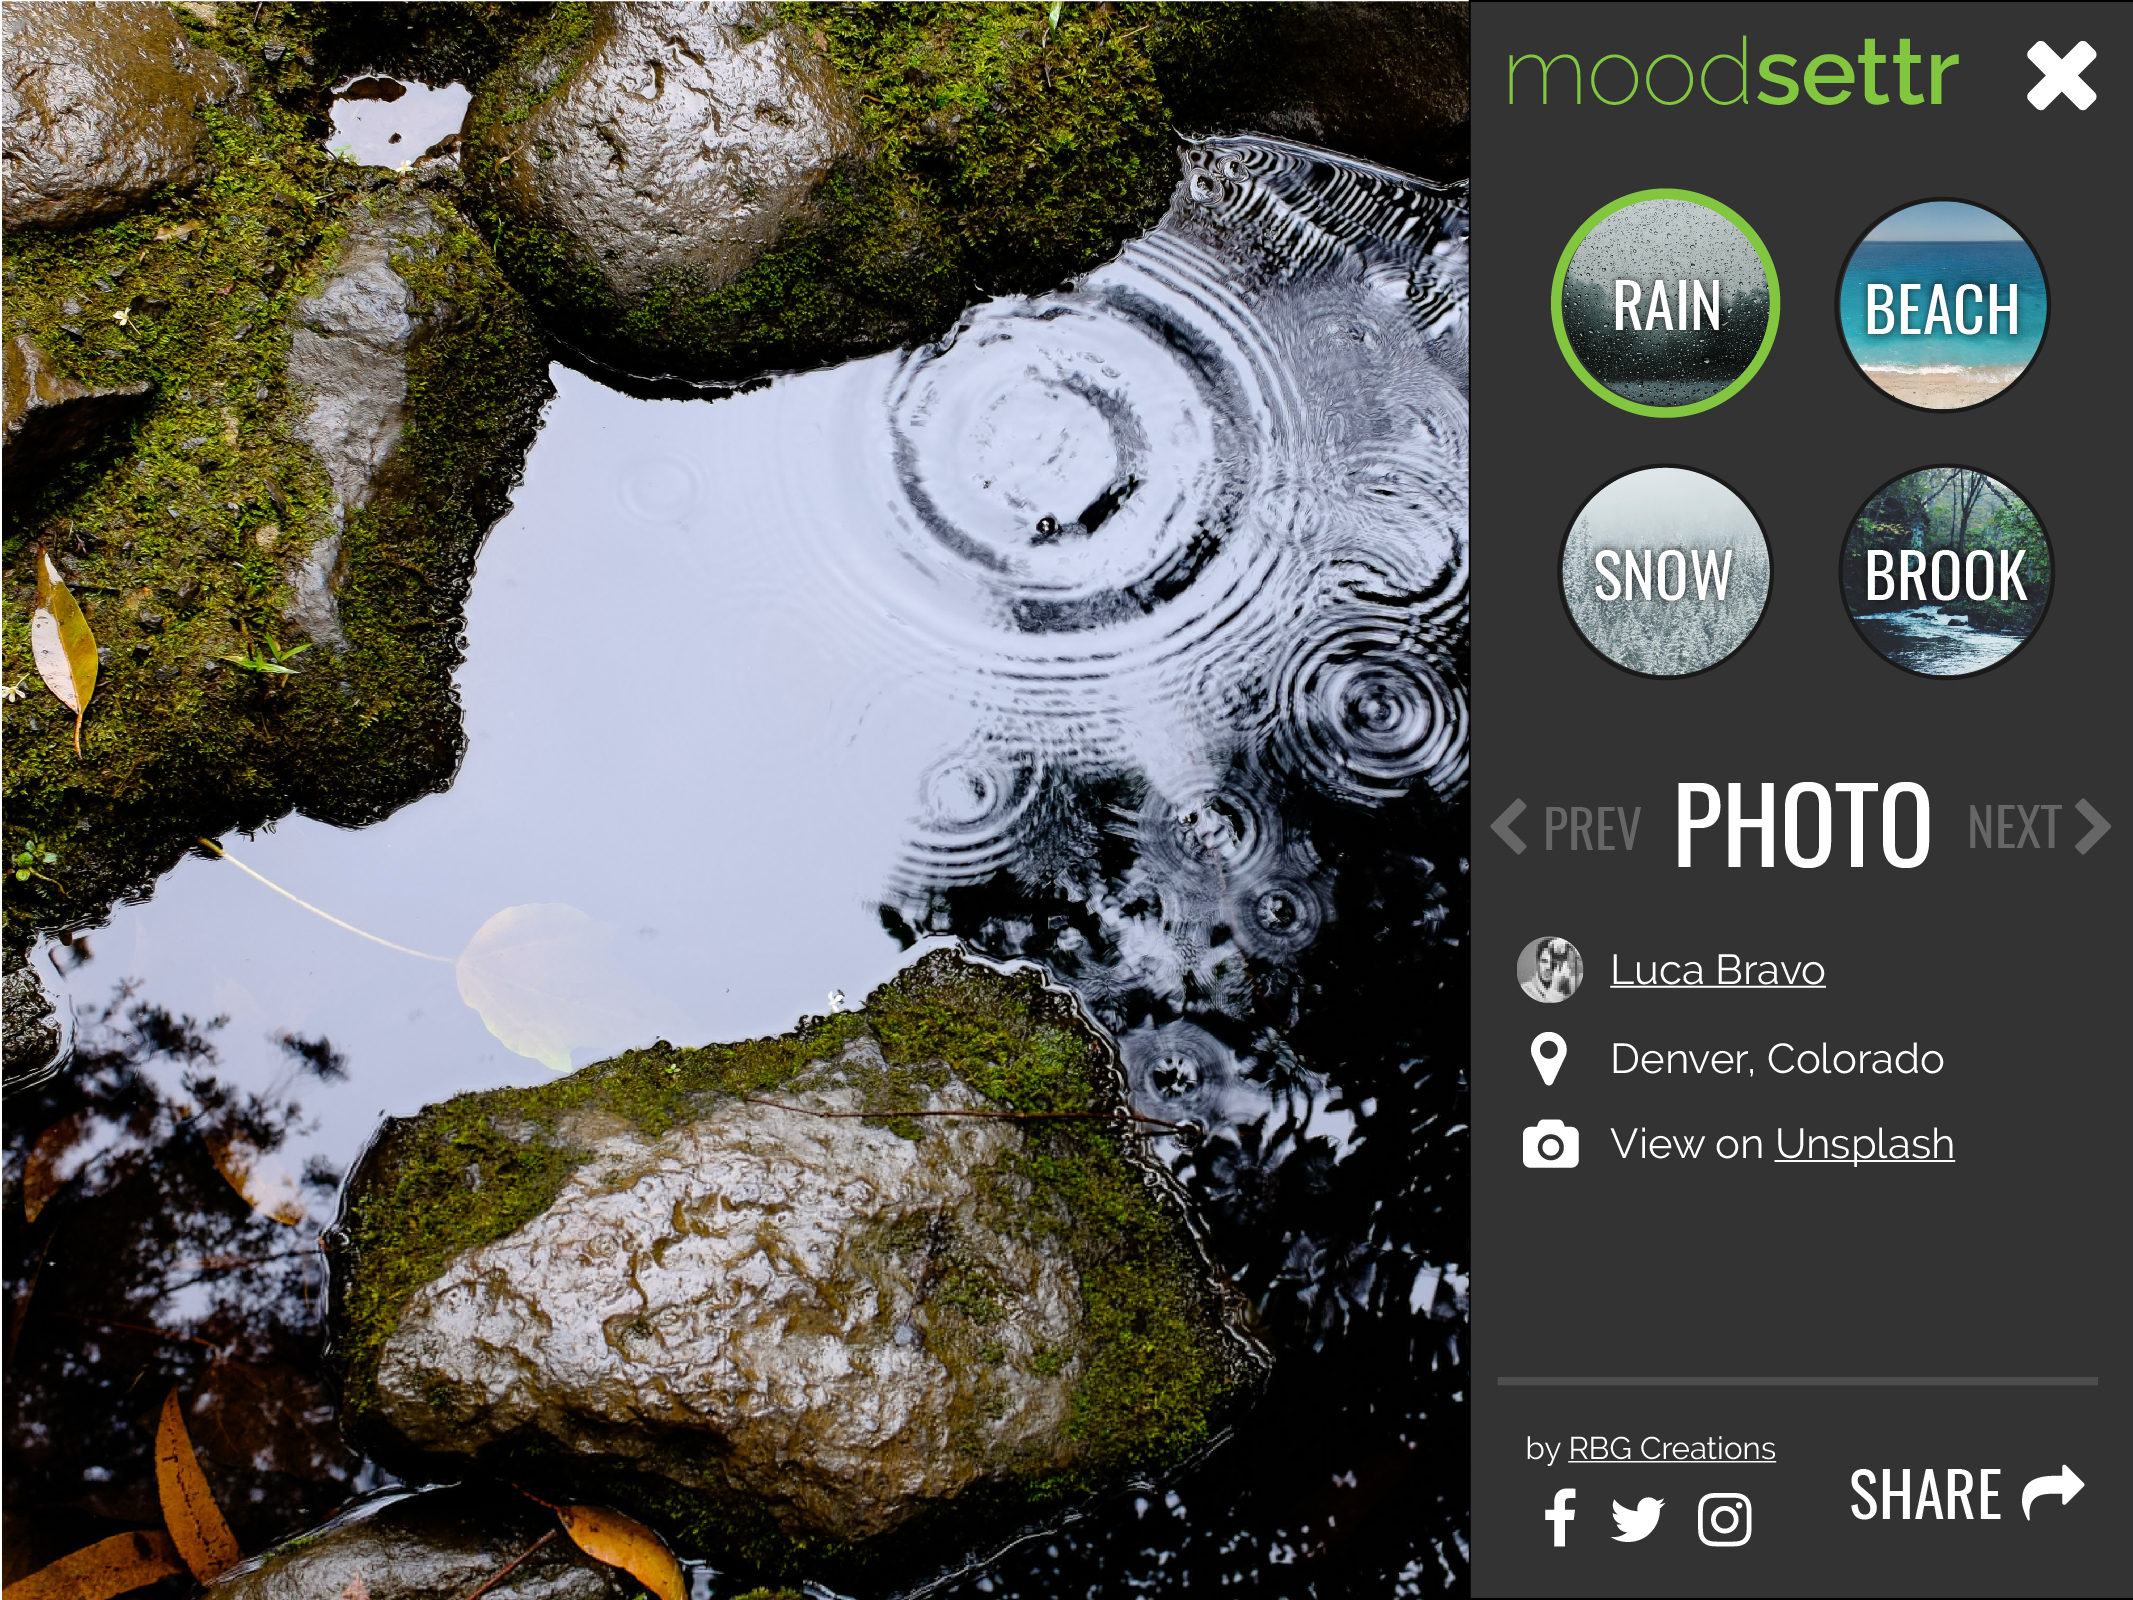 moodsettr
RAIN
BEACH
SNOW
BROOK
PREV
PHOTO
NEXT
Luca Bravo
Denver, Colorado
View on Unsplash
by RBG Creations
SHARE